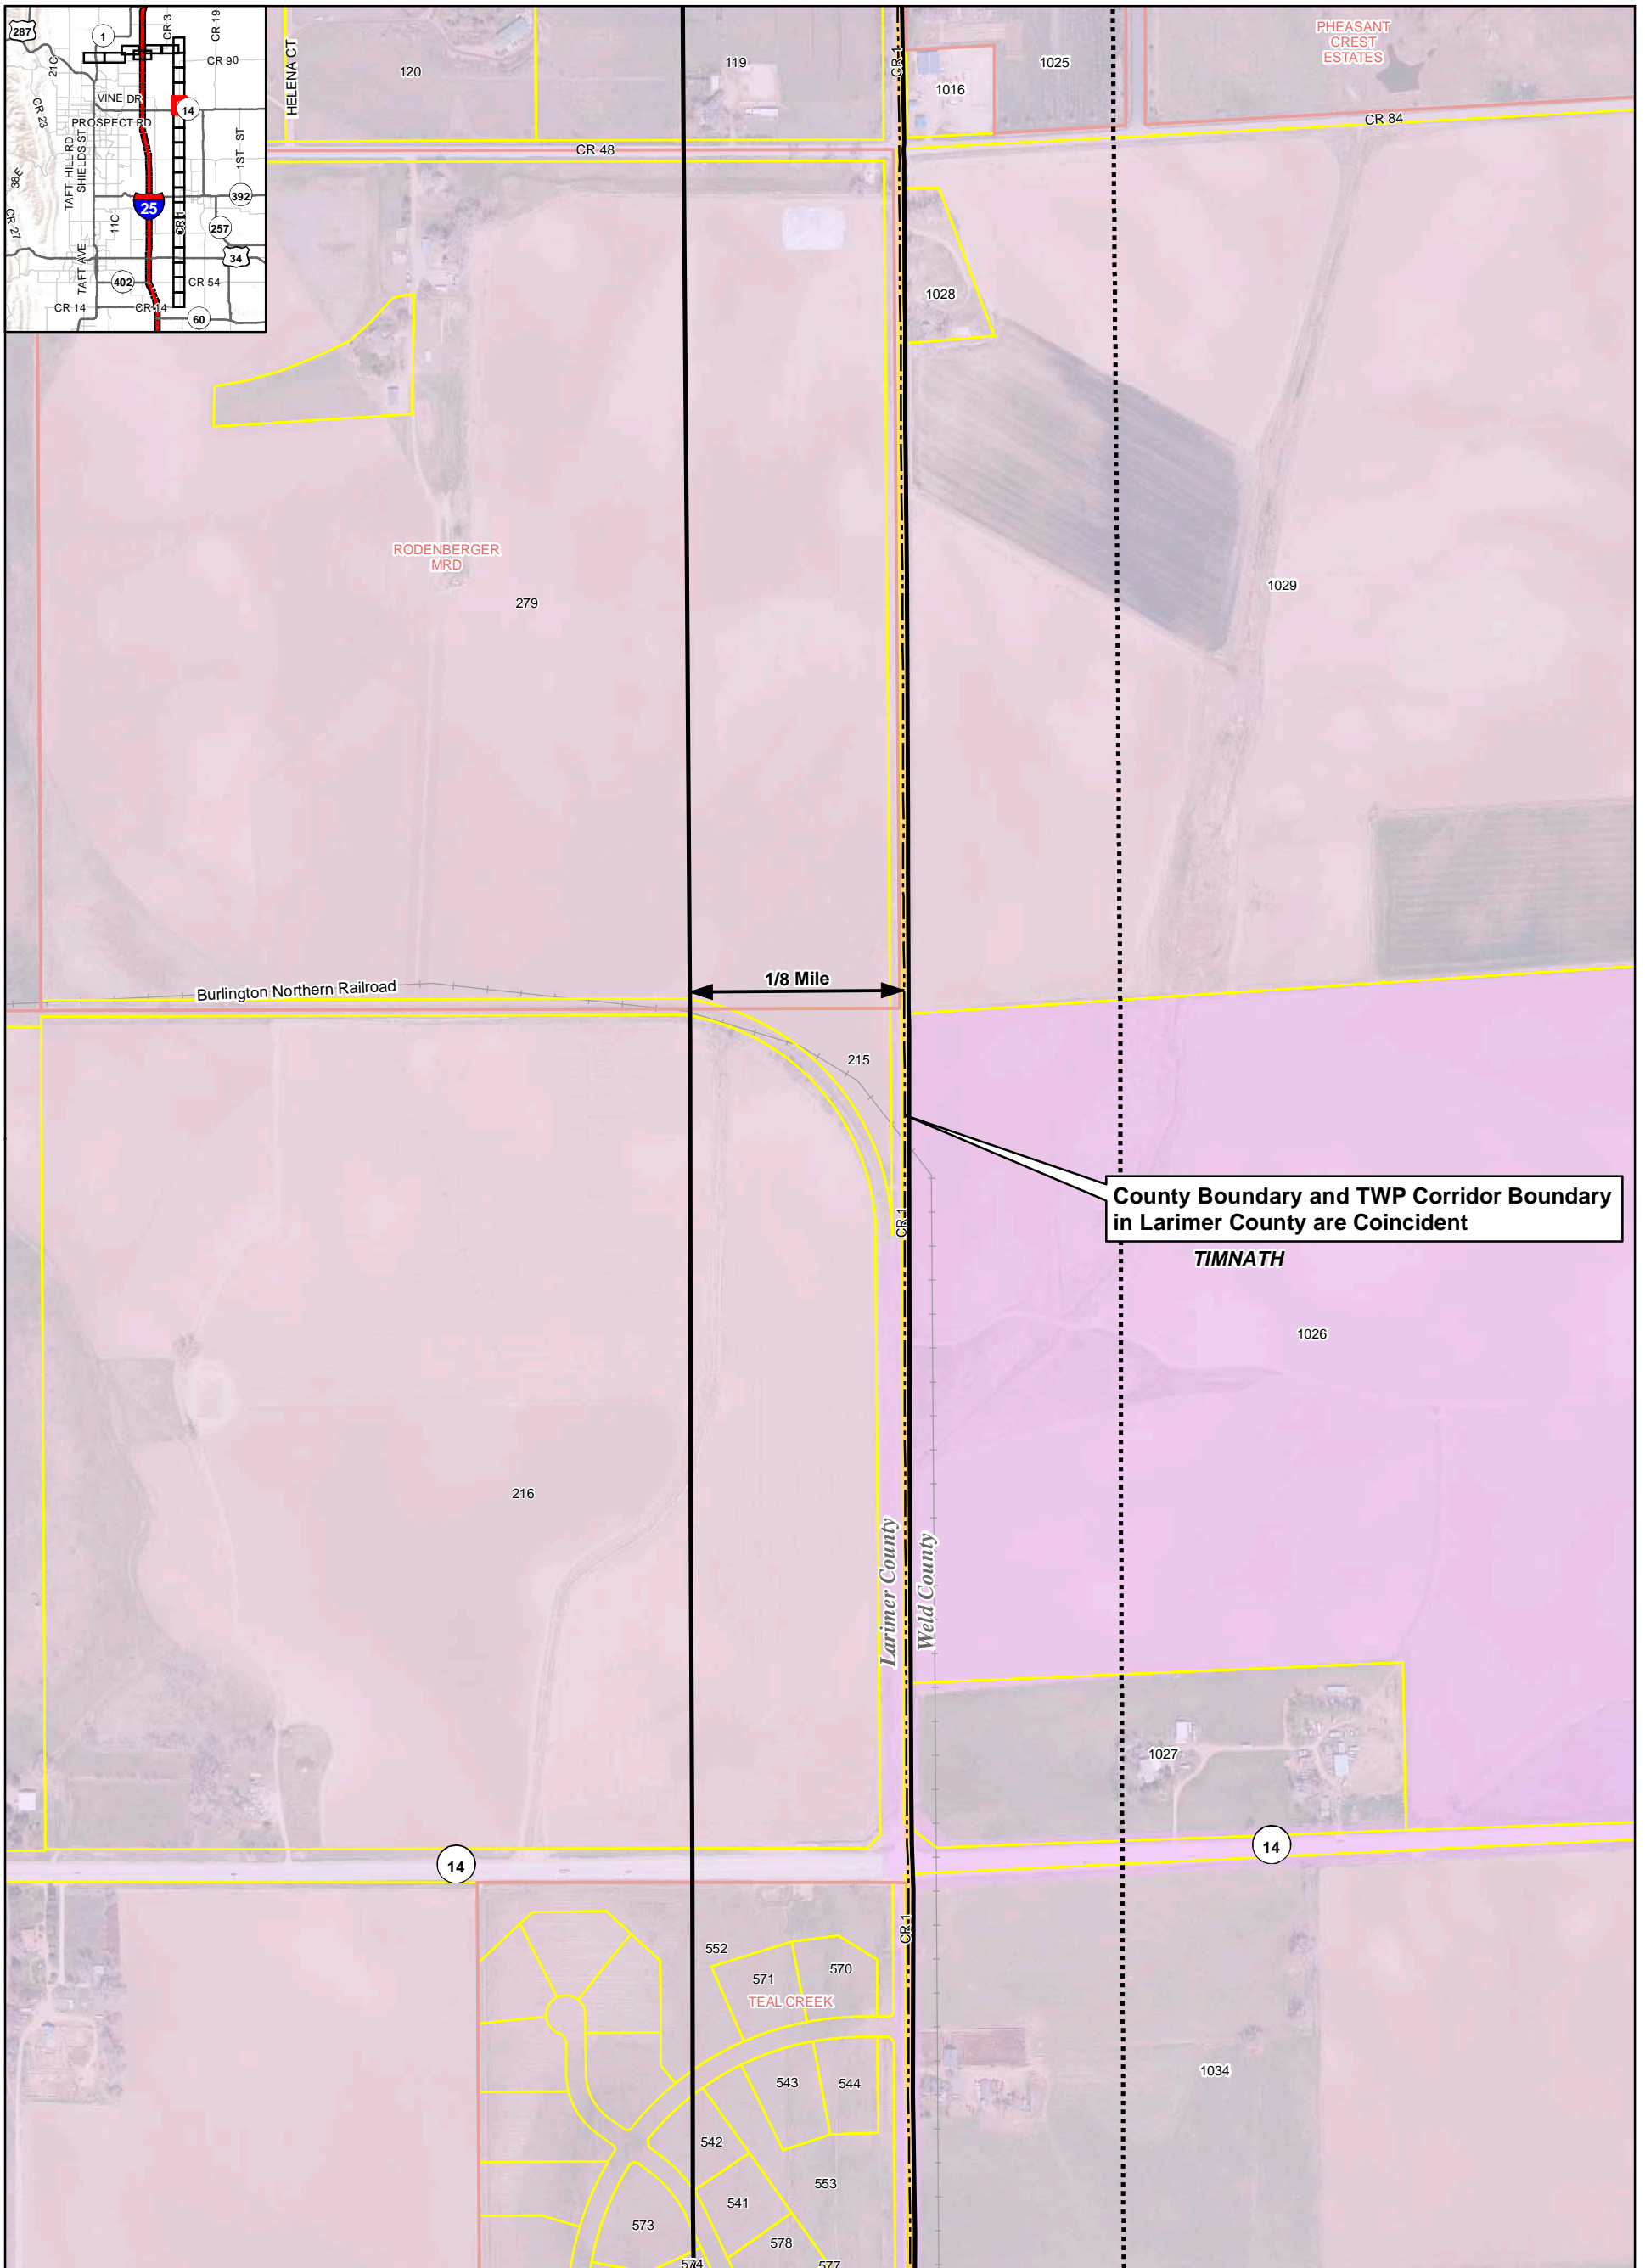 287
1
CR 3
CR 19
21C
CR 90
CR 23
VINE DR
14
PROSPECT RD
TAFT HILL RD
SHIELDS ST
1ST ST
38E
392
25
CR 27
11C
CR 1
257
34
TAFT AVE
402
CR 54
CR 14
CR 14
60
HELENA CT
120
119
CR 1
1016
1025
PHEASANT
CREST
ESTATES
CR 84
CR 48
1028
RODENBERGER
MRD
279
1029
Burlington Northern Railroad
1/8 Mile
215
County Boundary and TWP Corridor Boundary
in Larimer County are Coincident
CR 1
TIMNATH
1026
216
Larimer County
Weld County
1027
14
14
CR 1
552
571
570
TEAL CREEK
543
544
1034
542
553
541
573
578
574
577